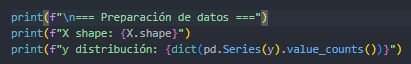 print(f"\n=== Preparación de datos ===")
print(f"X shape: {X.shape}")
print(f"y distribución: {dict(pd.Series(y).value_counts())}")